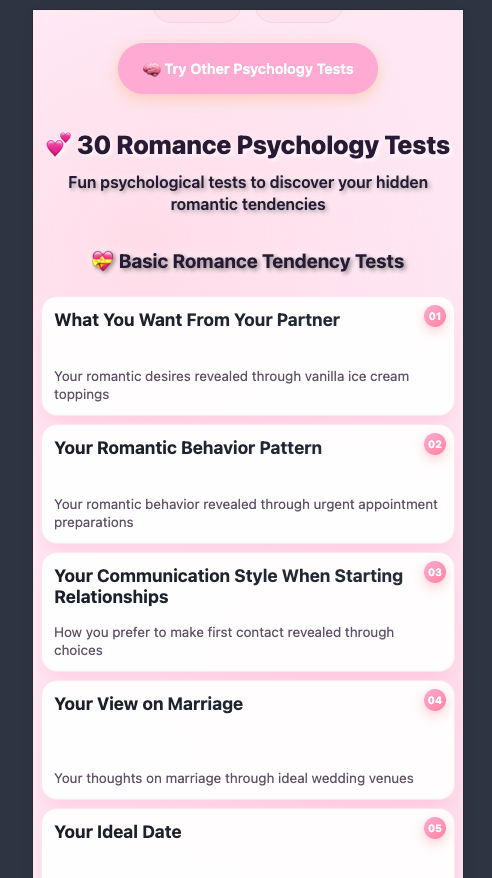 Try Other Psychology Tests
30 Romance Psychology Tests
Fun psychological tests to discover your hidden
romantic tendencies
Basic Romance Tendency Tests
What You Want From Your Partner
01
Your romantic desires revealed through vanilla ice cream
toppings
Your Romantic Behavior Pattern
02
Your romantic behavior revealed through urgent appointment
preparations
Your Communication Style When Starting
Relationships
03
How you prefer to make first contact revealed through
choices
Your View on Marriage
04
Your thoughts on marriage through ideal wedding venues
Your Ideal Date
05